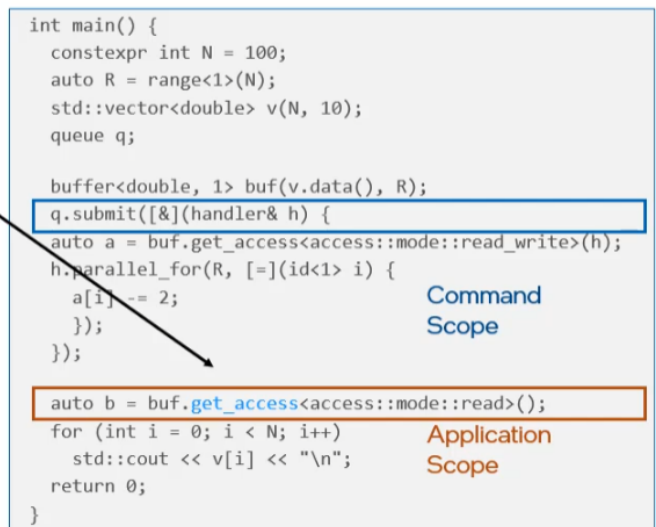 int main() {
constexpr int N = 100;
auto R = range<1>(N);
std::vector<double> v(N, 10);
queue q;
buffer<double, 1> buf(v.data(), R);
q.submit([&](handler& h) {
auto a = buf.get_access<access::mode::read_write>(h);
h.parallel_for(R, [=](id<1> i) {
a[i] -= 2;
});
});
Command
Scope
auto b = buf.get_access<access::mode::read>();
for (int i = 0; i < N; i++)
std::cout << v[i] << "\n";
return 0;
}
Application
Scope